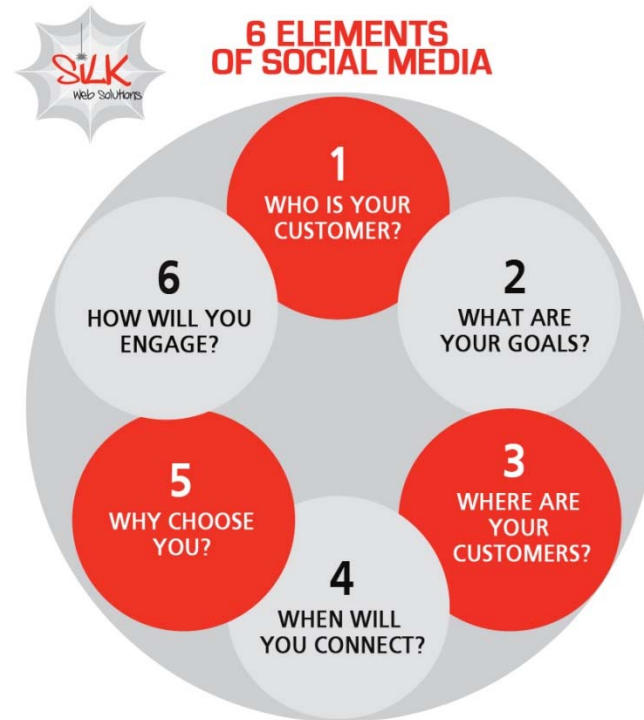 SiLK
Web Solutions
6 ELEMENTS
OF SOCIAL MEDIA
1
WHO IS YOUR
CUSTOMER?
2
WHAT ARE
YOUR GOALS?
3
WHERE ARE
YOUR
CUSTOMERS?
4
WHEN WILL
YOU CONNECT?
5
WHY CHOOSE
YOU?
6
HOW WILL YOU
ENGAGE?